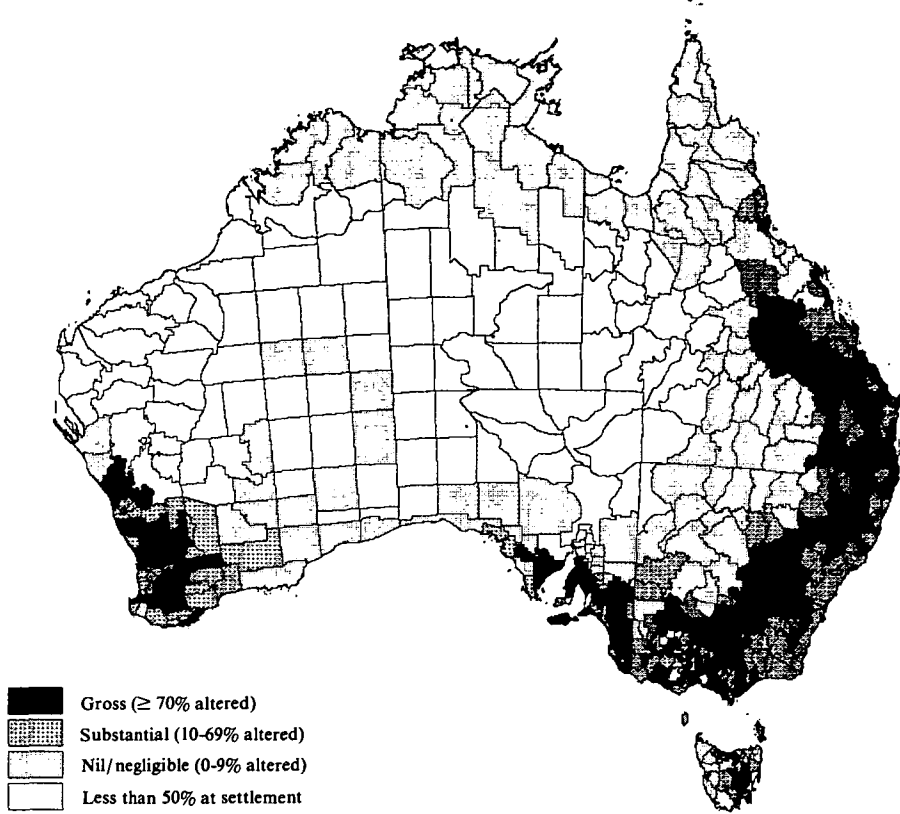 Gross (≥ 70% altered)
Substantial (10-69% altered)
Nil/negligible (0-9% altered)
Less than 50% at settlement